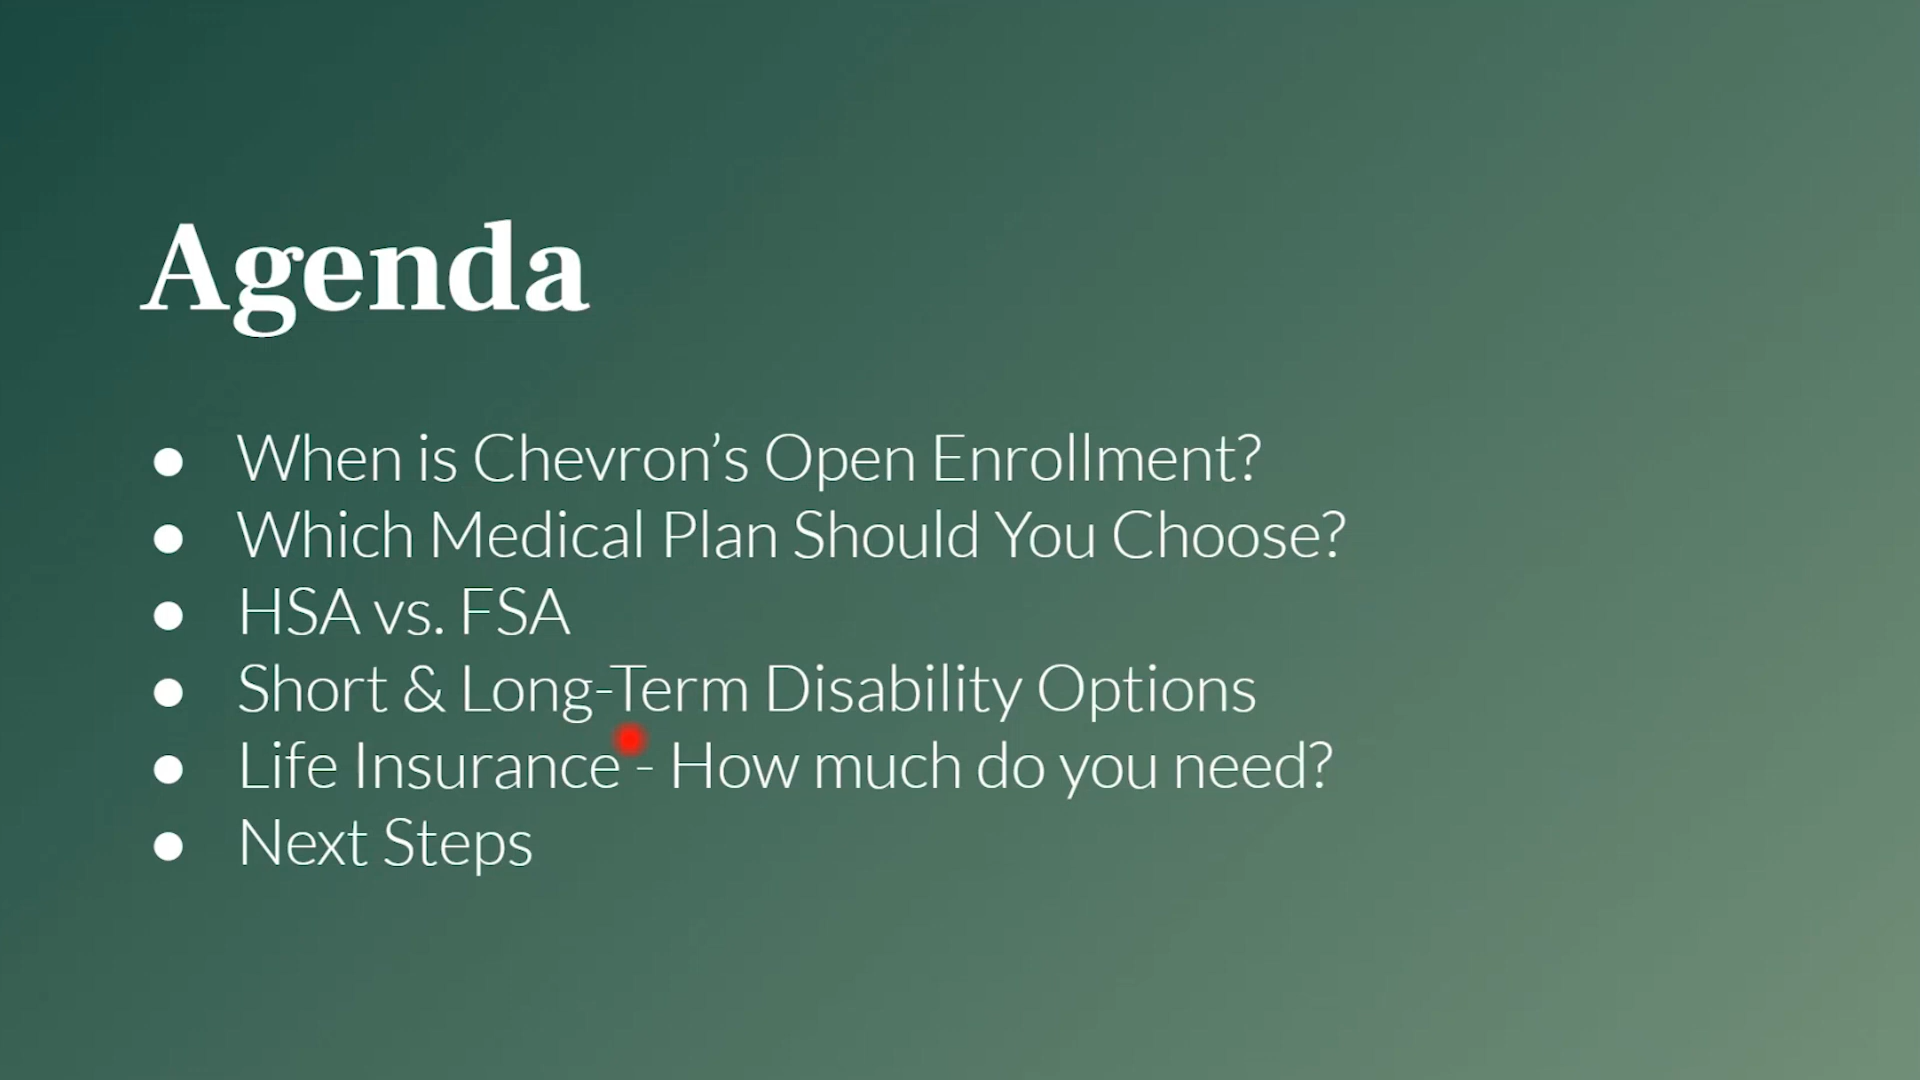 Agenda
● When is Chevron’s Open Enrollment?
● Which Medical Plan Should You Choose?
● HSA vs. FSA
● Short & Long-Term Disability Options
● Life Insurance - How much do you need?
● Next Steps